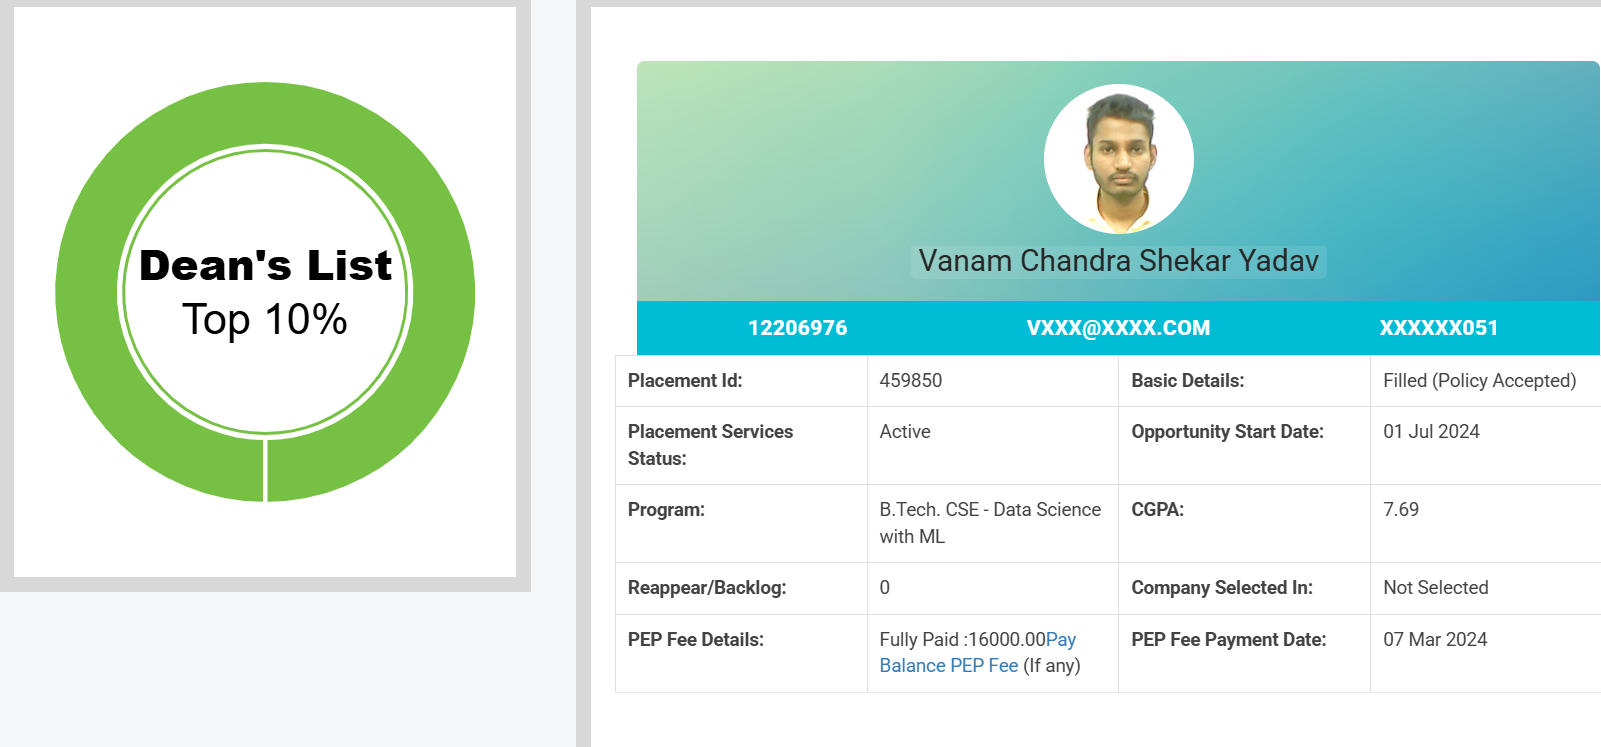 Dean's List
Top 10%
Vanam Chandra Shekar Yadav
12206976 VXXX@XXXX.COM XXXXXX051
Placement Id: 459850 Basic Details: Filled (Policy Accepted)
Placement Services Active Opportunity Start Date: 01 Jul 2024
Status:
Program: B.Tech. CSE - Data Science CGPA: 7.69
with ML
Reappear/Backlog: 0 Company Selected In: Not Selected
PEP Fee Details: Fully Paid :16000.00Pay PEP Fee Payment Date: 07 Mar 2024
Balance PEP Fee (If any)